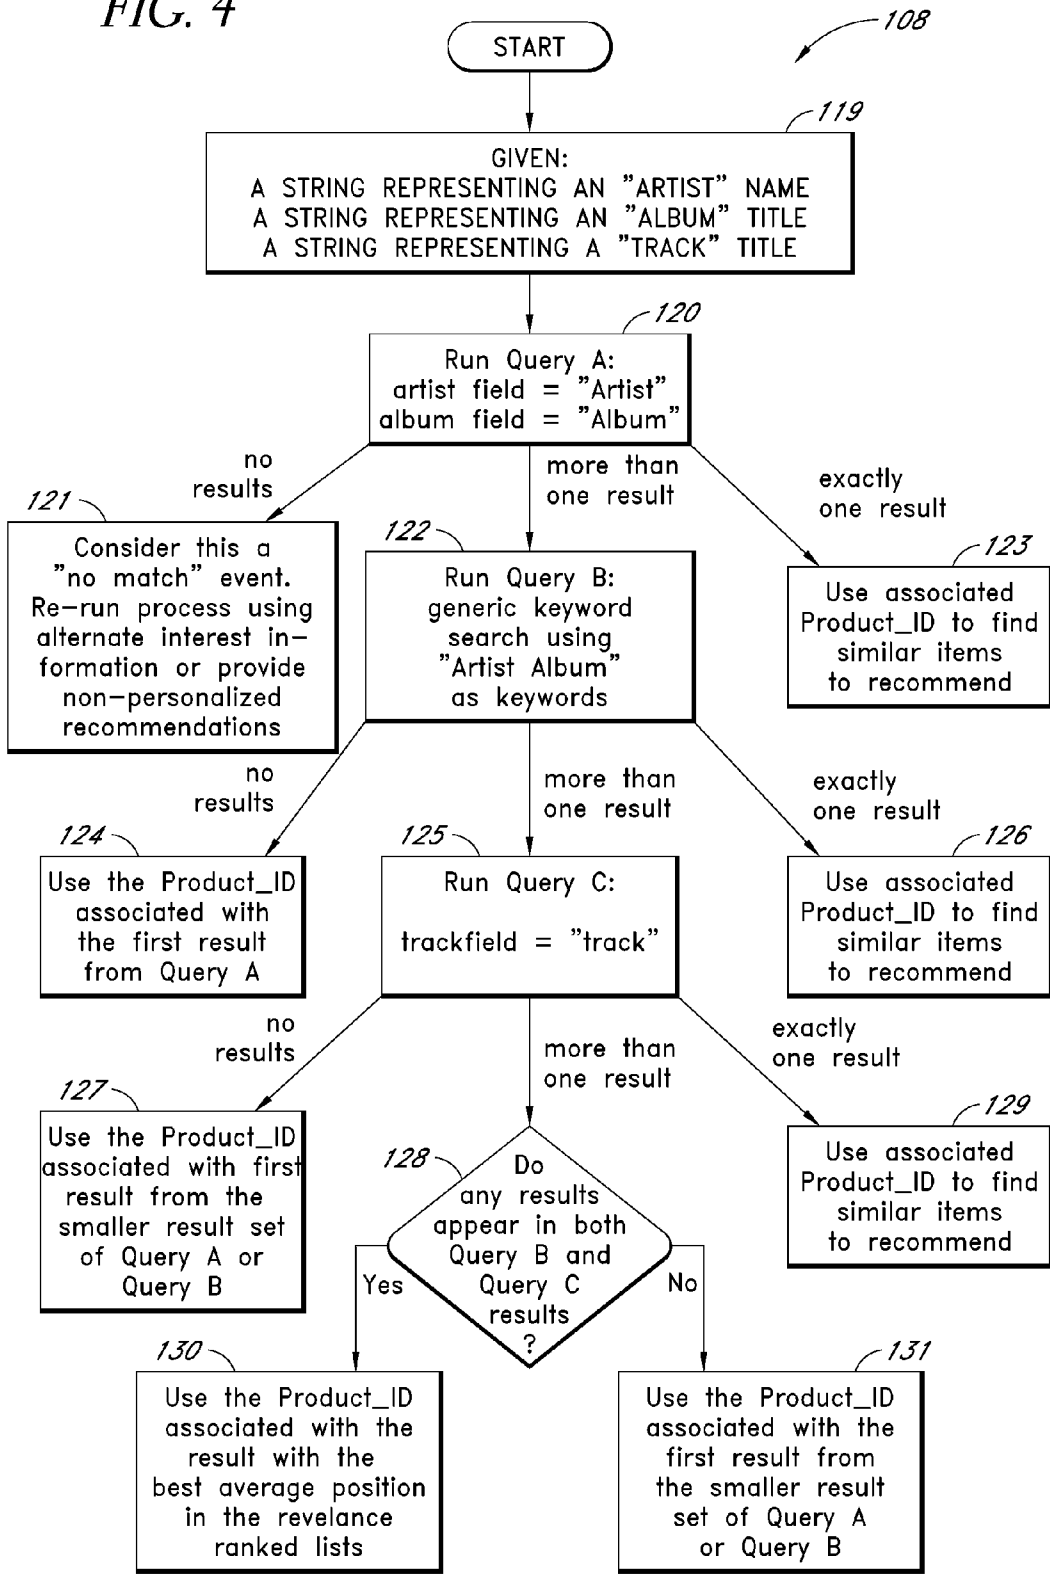 FIG. 4
START
108
119
GIVEN:
A STRING REPRESENTING AN "ARTIST" NAME
A STRING REPRESENTING AN "ALBUM" TITLE
A STRING REPRESENTING A "TRACK" TITLE
120
Run Query A:
artist field = "Artist"
album field = "Album"
no
results
more than
one result
exactly
one result
121
Consider this a
"no match" event.
Re-run process using
alternate interest in-
formation or provide
non-personalized
recommendations
122
Run Query B:
generic keyword
search using
"Artist Album"
as keywords
123
Use associated
Product_ID to find
similar items
to recommend
no
results
more than
one result
exactly
one result
124
Use the Product_ID
associated with
the first result
from Query A
125
Run Query C:
trackfield = "track"
126
Use associated
Product_ID to find
similar items
to recommend
no
results
more than
one result
exactly
one result
127
Use the Product_ID
associated with first
result from the
smaller result set
of Query A or
Query B
128
Do
any results
appear in both
Query B and
Query C
results
?
129
Use associated
Product_ID to find
similar items
to recommend
Yes
No
130
Use the Product_ID
associated with the
result with the
best average position
in the revelance
ranked lists
131
Use the Product_ID
associated with the
first result from
the smaller result
set of Query A
or Query B